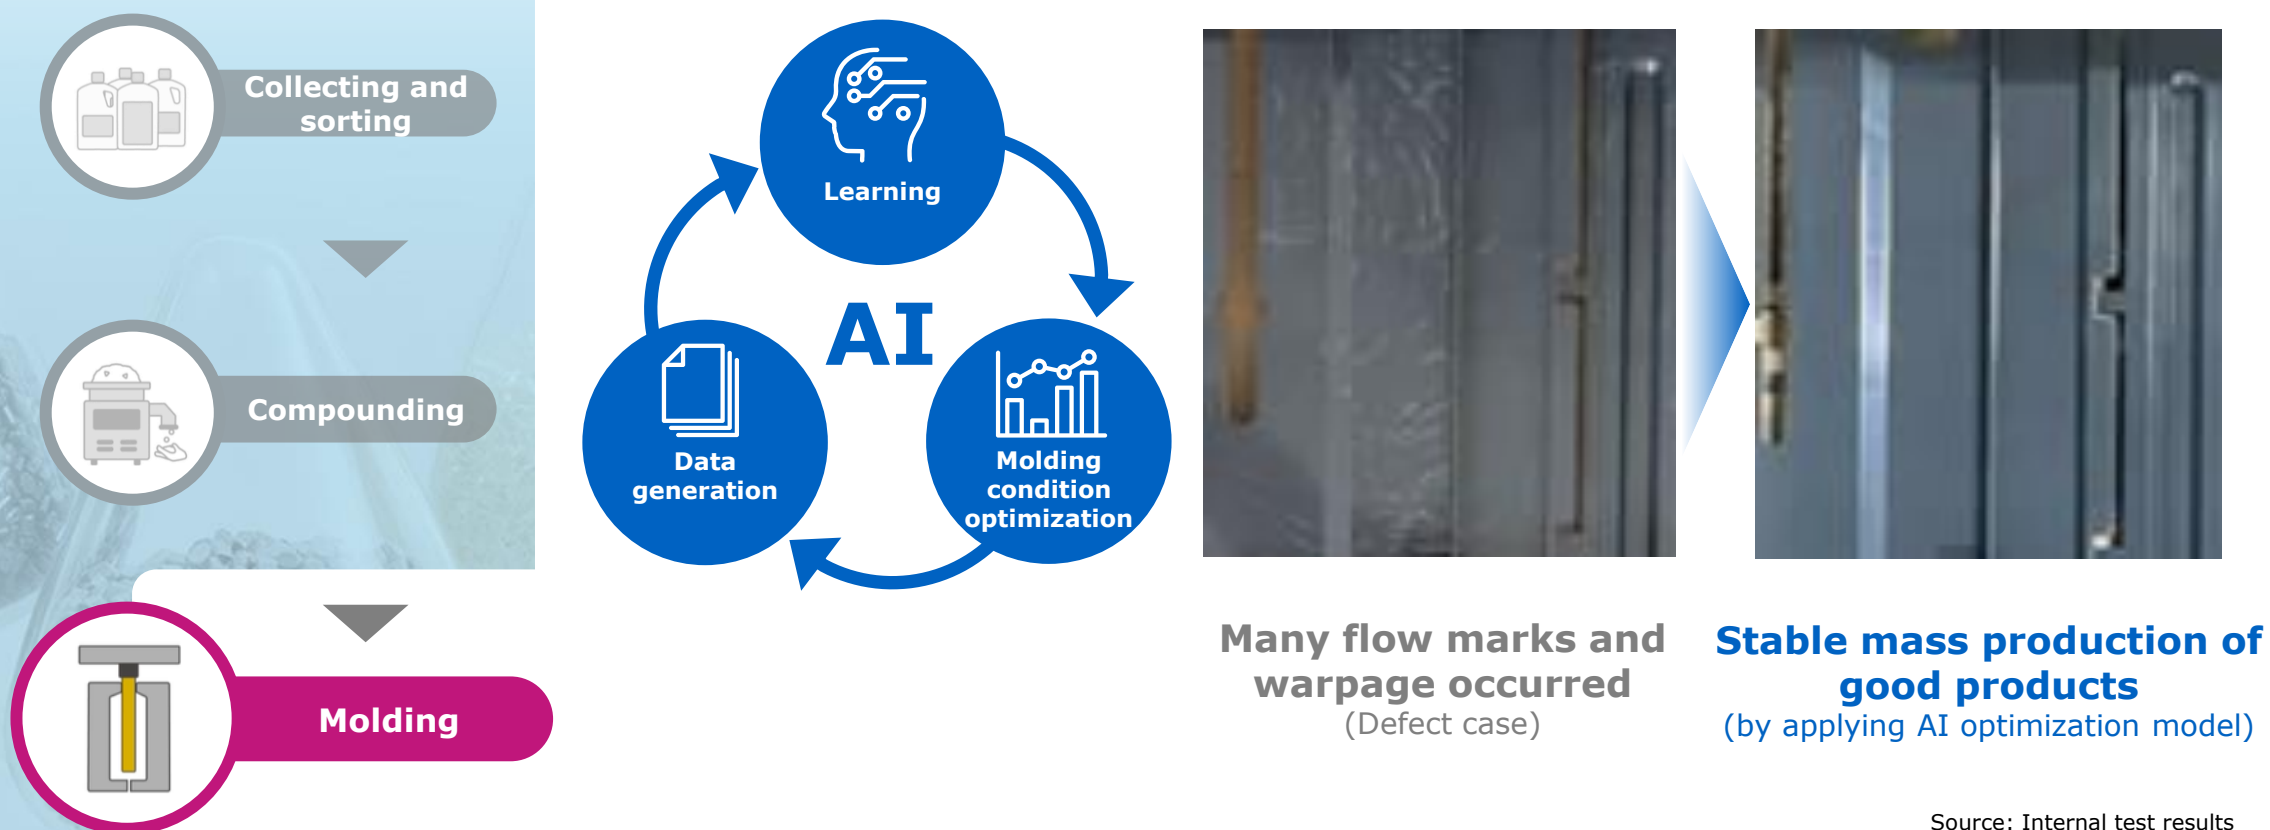 Collecting and
sorting
Compounding
Molding
Learning
AI
Data
generation
Molding
condition
optimization
Many flow marks and
warpage occurred
(Defect case)
Stable mass production of
good products
(by applying AI optimization model)
Source: Internal test results